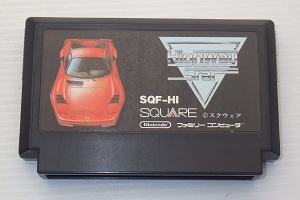 Highway
Star
SQF-HI
SQUARE
©スクウェア
Nintendo
ファミリーコンピュータ